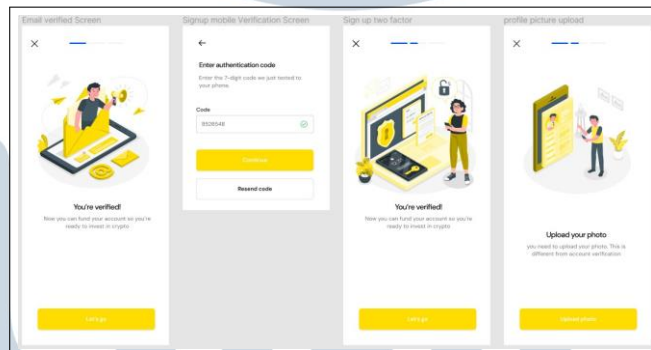 Email verified Screen
You're verified!
Now you can fund your account so you're
ready to invest in crypto
Let's go
Signup mobile Verification Screen
Enter authentication code
Enter the 7-digit code we just texted to
your phone.
Code
8526548
Continue
Resend code
Sign up two factor
You're verified!
Now you can fund your account so you're
ready to invest in crypto
Let's go
profile picture upload
Upload your photo
you need to upload your photo. This is
different from account verification
Upload photo